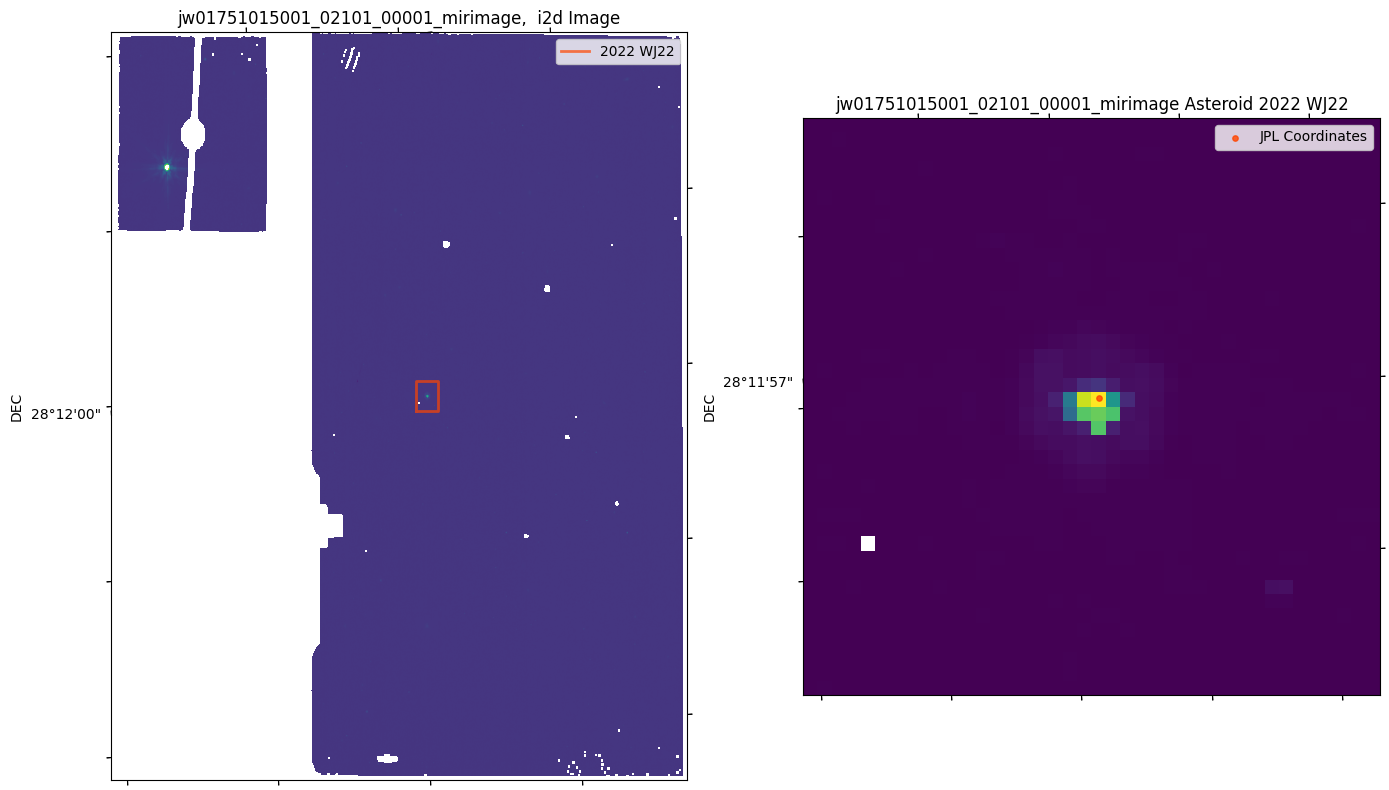 jw01751015001_02101_00001_mirimage,  i2d Image
2022 WJ22
DEC
28°12'00"
jw01751015001_02101_00001_mirimage Asteroid 2022 WJ22
JPL Coordinates
DEC
28°11'57"